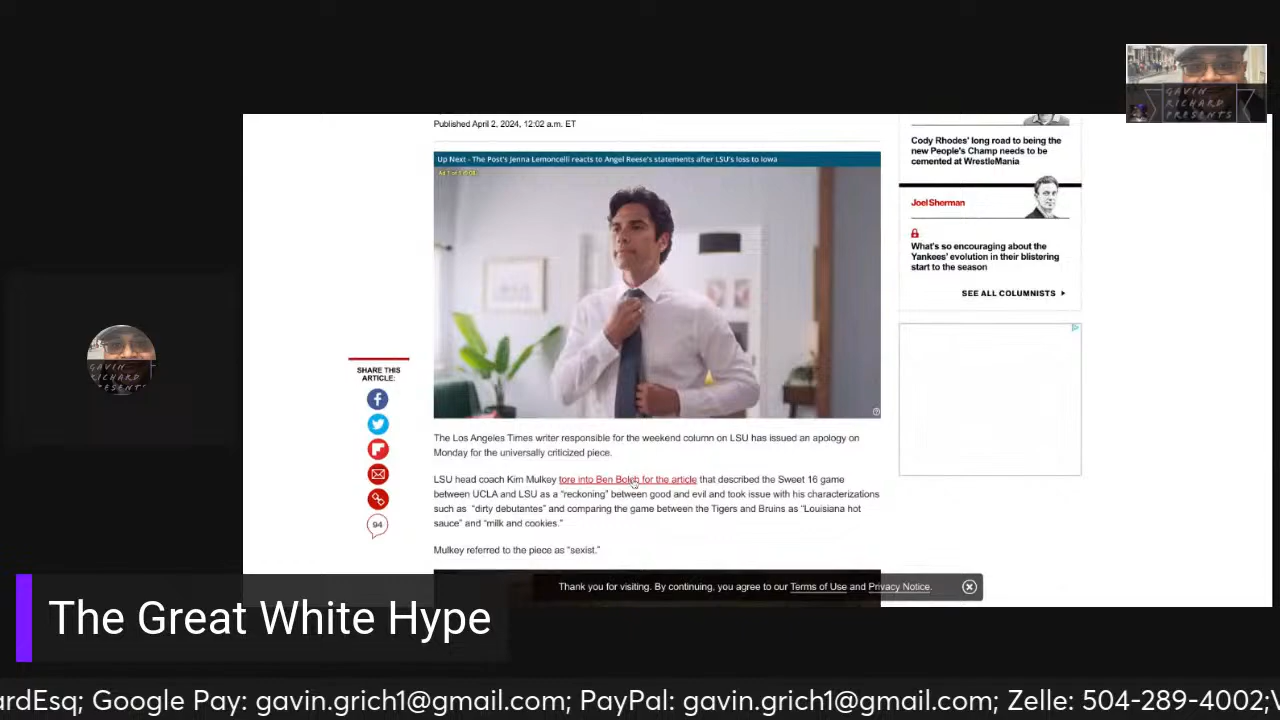 GAVIN
RICHARD
PRESENTS
Published April 2, 2024, 12:02 a.m. ET
Up Next - The Post's Jenna Lemoncelli reacts to Angel Reese's statements after LSU's loss to Iowa
Cody Rhodes' long road to being the
new People's Champ needs to be
cemented at WrestleMania
Joel Sherman
What's so encouraging about the
Yankees' evolution in their blistering
start to the season
SEE ALL COLUMNISTS
SHARE THIS
ARTICLE:
94
The Los Angeles Times writer responsible for the weekend column on LSU has issued an apology on
Monday for the universally criticized piece.
LSU head coach Kim Mulkey tore into Ben Bolch for the article that described the Sweet 16 game
between UCLA and LSU as a “reckoning” between good and evil and took issue with his characterizations
such as “dirty debutantes” and comparing the game between the Tigers and Bruins as “Louisiana hot
sauce” and “milk and cookies.”
Mulkey referred to the piece as “sexist.”
Thank you for visiting. By continuing, you agree to our Terms of Use and Privacy Notice.
The Great White Hype
ardEsq; Google Pay: gavin.grich1@gmail.com; PayPal: gavin.grich1@gmail.com; Zelle: 504-289-4002;